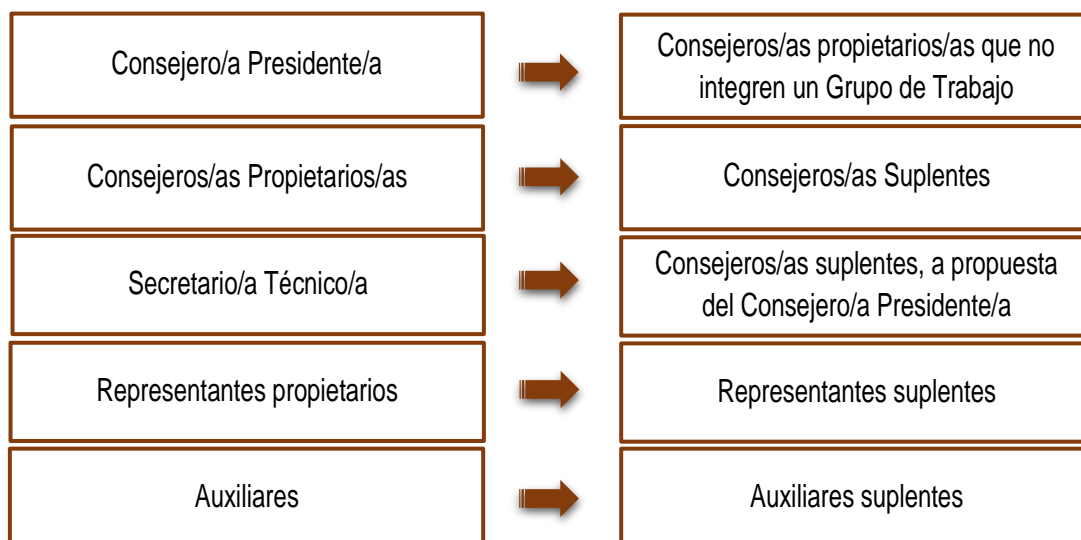 Consejero/a Presidente/a
Consejeros/as propietarios/as que no
integren un Grupo de Trabajo
Consejeros/as Propietarios/as
Consejeros/as Suplentes
Secretario/a Técnico/a
Consejeros/as suplentes, a propuesta
del Consejero/a Presidente/a
Representantes propietarios
Representantes suplentes
Auxiliares
Auxiliares suplentes